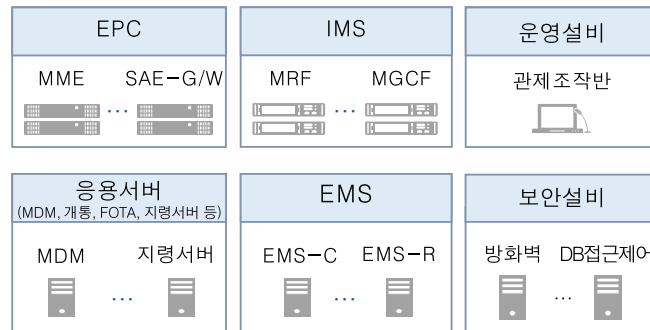 EPC
MME SAE-G/W
IMS
MRF MGCF
운영설비
관제조작반
응용서버
(MDM, 개통, FOTA, 지령서버 등)
MDM 지령서버
EMS
EMS-C EMS-R
보안설비
방화벽 DB접근제어